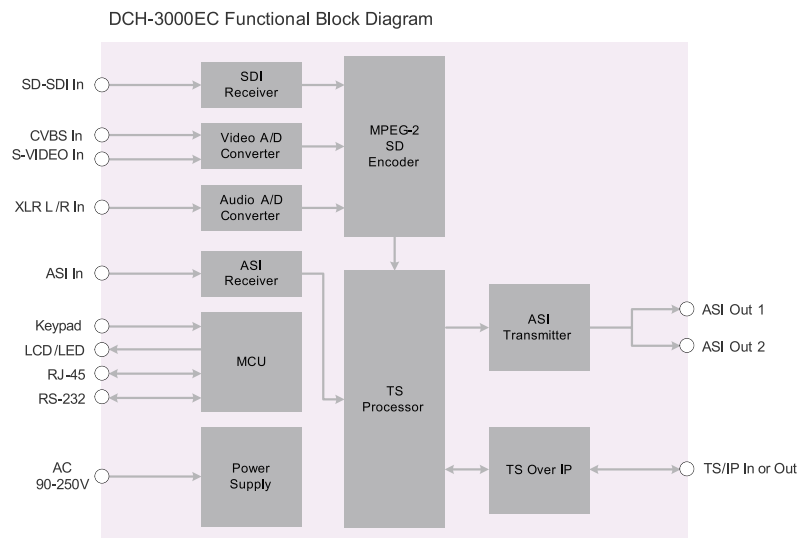 DCH-3000EC Functional Block Diagram
SD-SDI In
SDI
Receiver
CVBS In
S-VIDEO In
Video A/D
Converter
MPEG-2
SD
Encoder
XLR L /R In
Audio A/D
Converter
ASI In
ASI
Receiver
Keypad
LCD/LED
RJ-45
RS-232
MCU
TS
Processor
ASI
Transmitter
ASI Out 1
ASI Out 2
AC
90-250V
Power
Supply
TS Over IP
TS/IP In or Out